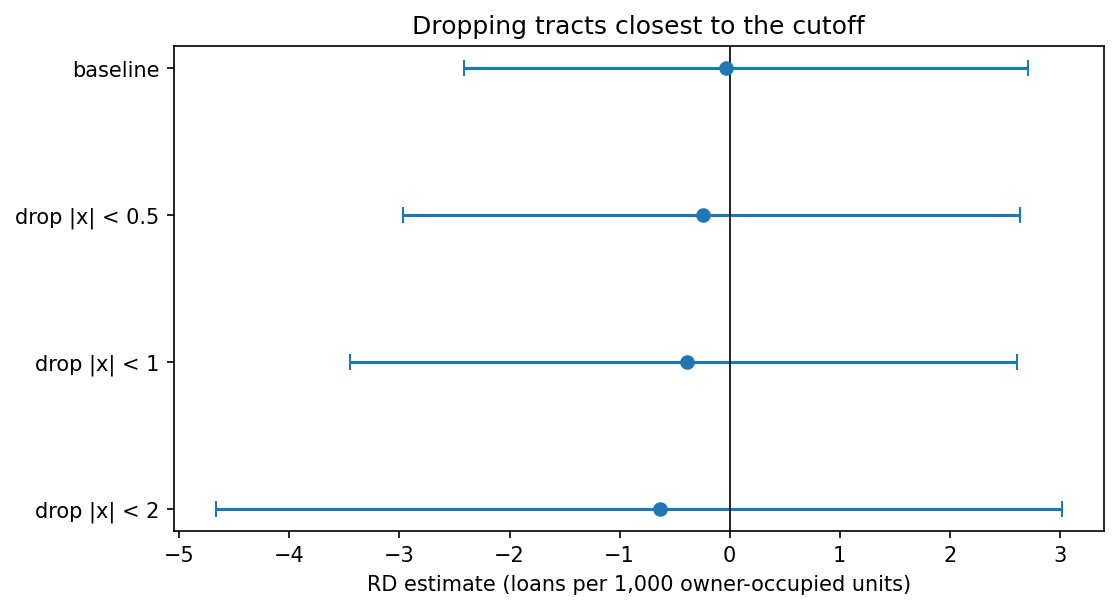 Dropping tracts closest to the cutoff
baseline
drop |x| < 0.5
drop |x| < 1
drop |x| < 2
−5 −4 −3 −2 −1 0 1 2 3
RD estimate (loans per 1,000 owner-occupied units)